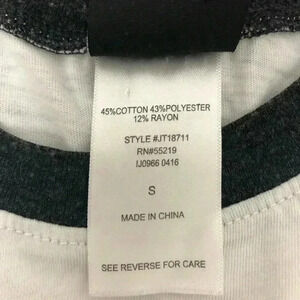 45%COTTON 43%POLYESTER
12% RAYON
STYLE #JT18711
RN#55219
IJ0966 0416
S
MADE IN CHINA
SEE REVERSE FOR CARE